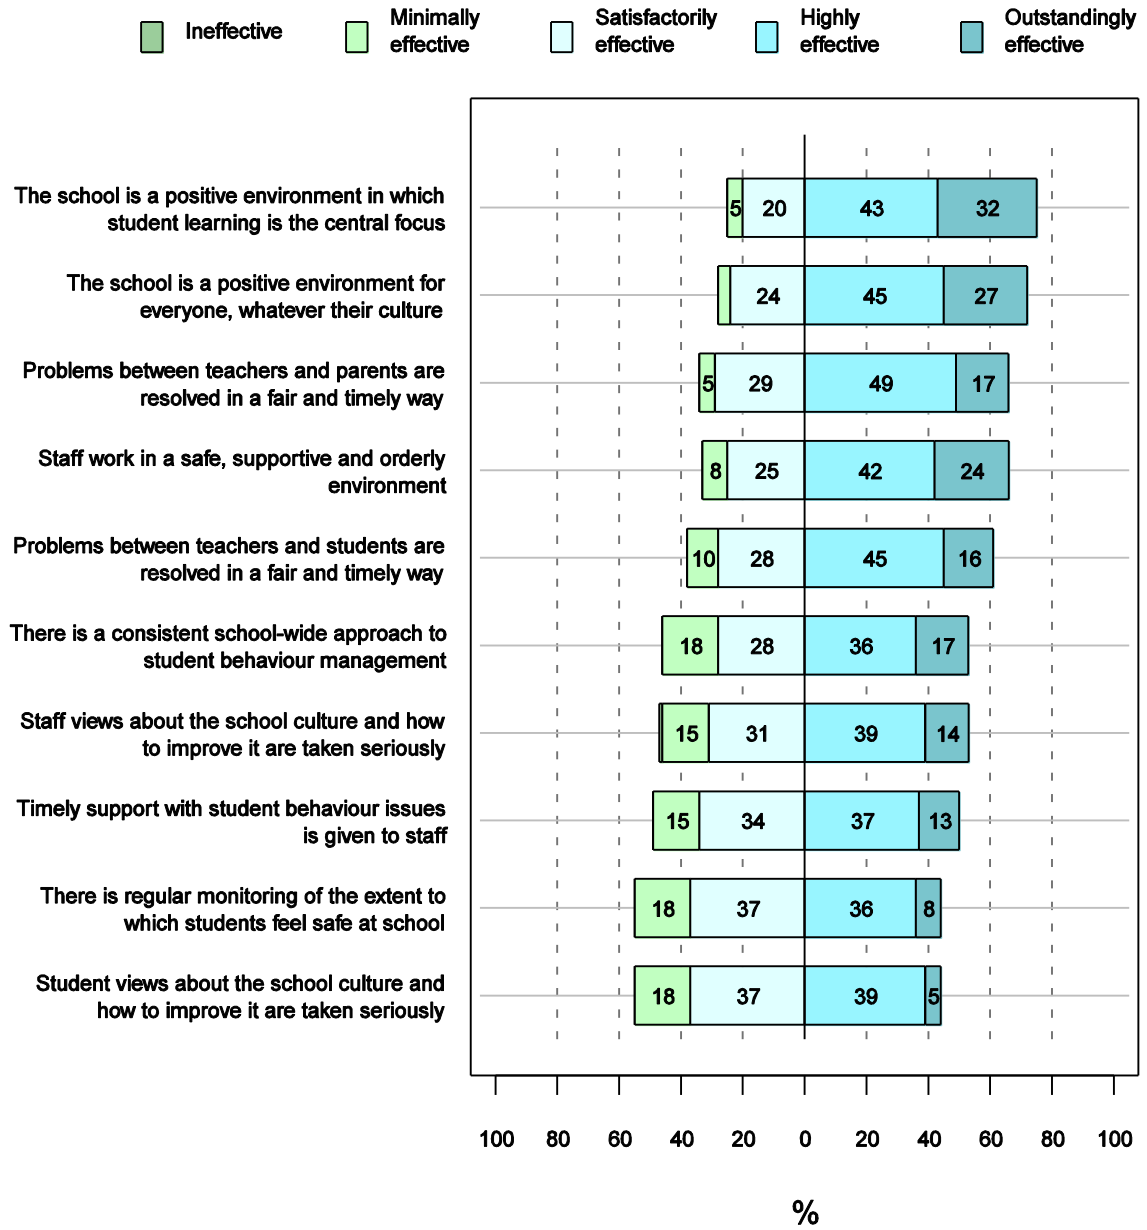 Ineffective
Minimally
effective
Satisfactorily
effective
Highly
effective
Outstandingly
effective
The school is a positive environment in which
student learning is the central focus
5 20 43 32
The school is a positive environment for
everyone, whatever their culture
24 45 27
Problems between teachers and parents are
resolved in a fair and timely way
5 29 49 17
Staff work in a safe, supportive and orderly
environment
8 25 42 24
Problems between teachers and students are
resolved in a fair and timely way
10 28 45 16
There is a consistent school-wide approach to
student behaviour management
18 28 36 17
Staff views about the school culture and how
to improve it are taken seriously
15 31 39 14
Timely support with student behaviour issues
is given to staff
15 34 37 13
There is regular monitoring of the extent to
which students feel safe at school
18 37 36 8
Student views about the school culture and
how to improve it are taken seriously
18 37 39 5
100 80 60 40 20 0 20 40 60 80 100
%